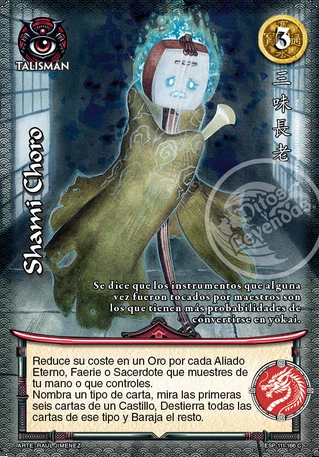 TALISMÁN
3
三味長老
Shami Choro
Mitos y Leyendas
Se dice que los instrumentos que alguna
vez fueron tocados por maestros son
los que tienen más probabilidades de
convertirse en yokai.
Reduce su coste en un Oro por cada Aliado
Eterno, Faerie o Sacerdote que muestres de
tu mano o que controles.
Nombra un tipo de carta, mira las primeras
seis cartas de un Castillo, Destierra todas las
cartas de ese tipo y Baraja el resto.
ARTE: RAUL JIMENEZ